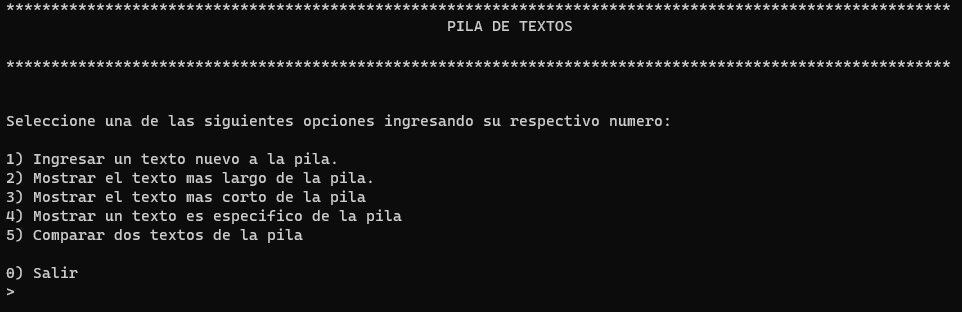 *********************************************************************************************************
PILA DE TEXTOS
*********************************************************************************************************
Seleccione una de las siguientes opciones ingresando su respectivo numero:
1) Ingresar un texto nuevo a la pila.
2) Mostrar el texto mas largo de la pila.
3) Mostrar el texto mas corto de la pila
4) Mostrar un texto es especifico de la pila
5) Comparar dos textos de la pila
0) Salir
>